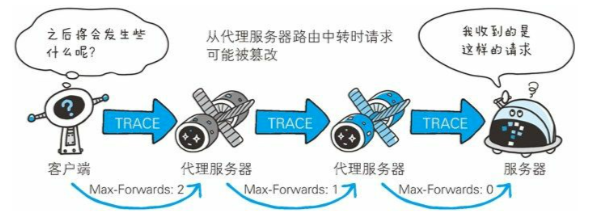 之后将会发生些
什么呢?
从代理服务器路由中转时请求
可能被篡改
我收到的是
这样的请求
?
TRACE
TRACE
TRACE
客户端
代理服务器
代理服务器
服务器
Max-Forwards: 2
Max-Forwards: 1
Max-Forwards: 0